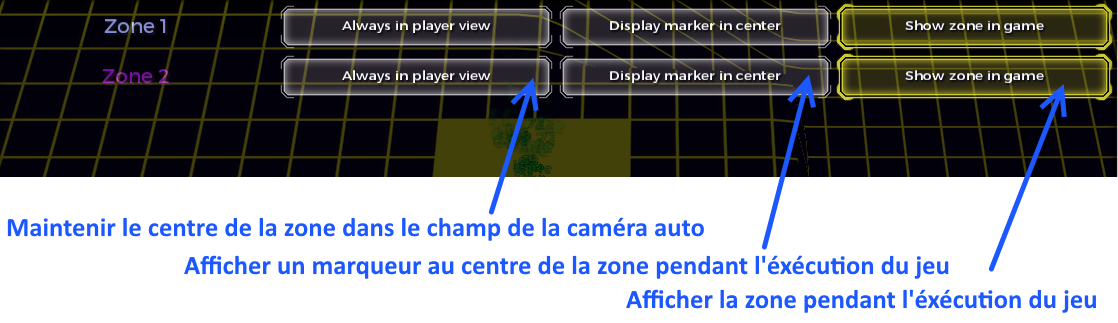 Zone 1 Always in player view Display marker in center Show zone in game
Zone 2 Always in player view Display marker in center Show zone in game
Maintenir le centre de la zone dans le champ de la caméra auto
Afficher un marqueur au centre de la zone pendant l'éxécution du jeu
Afficher la zone pendant l'éxécution du jeu